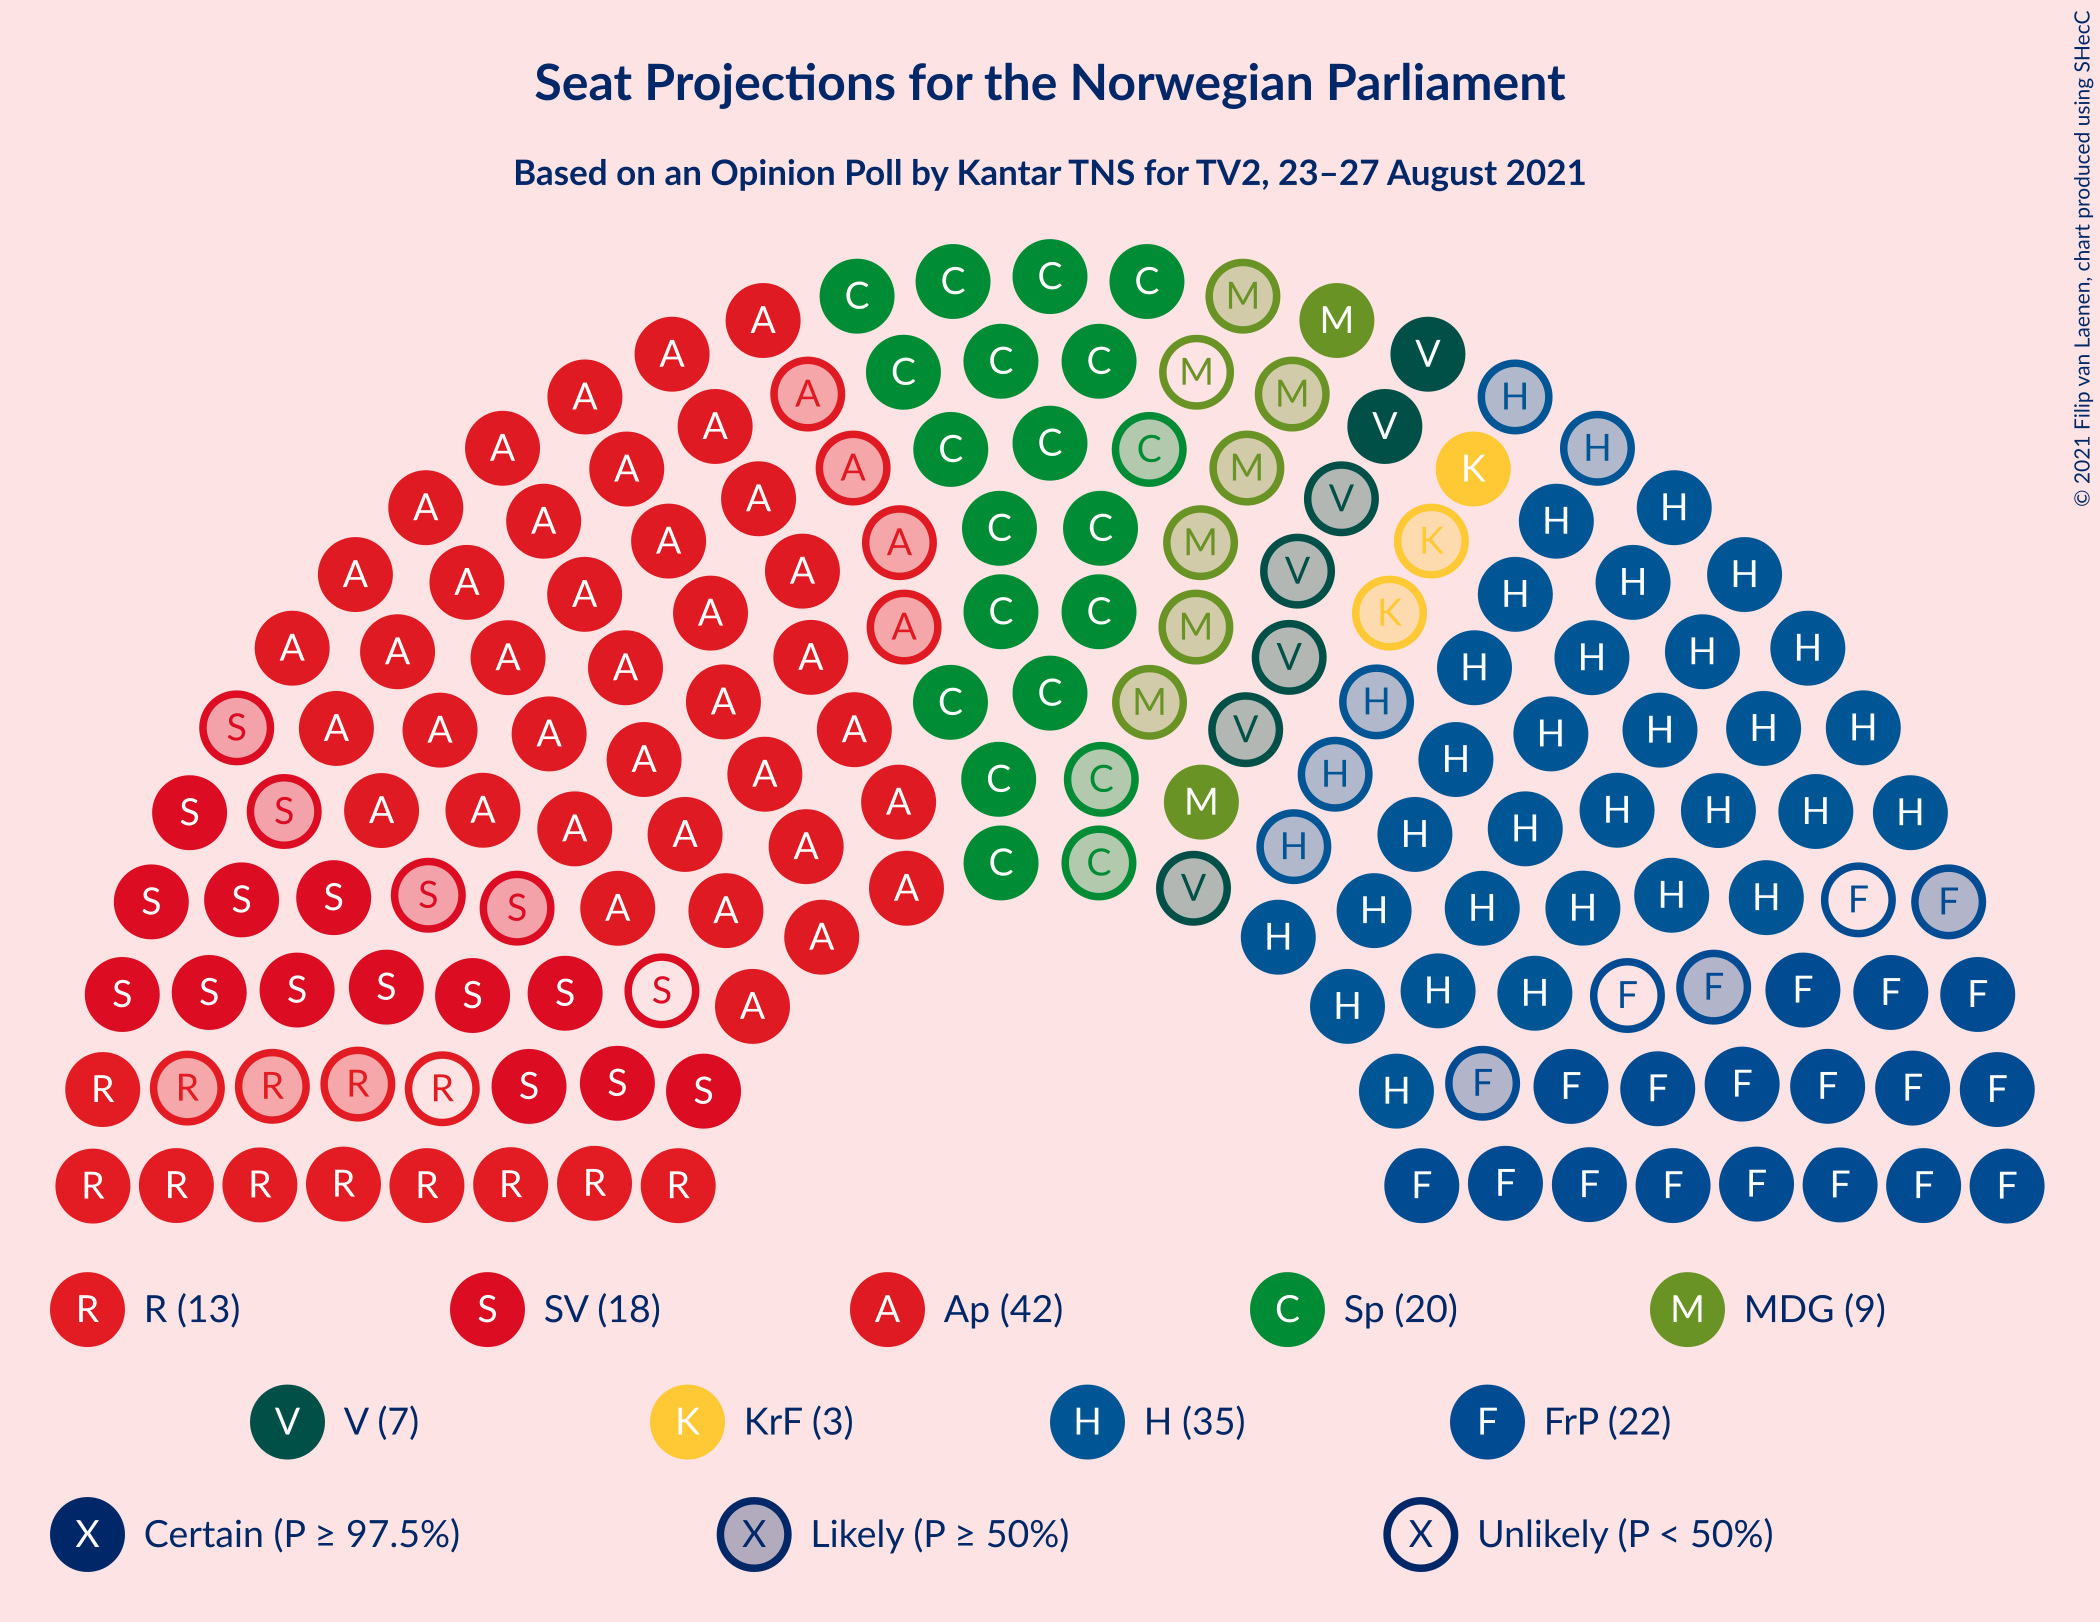 Seat Projections for the Norwegian Parliament
Based on an Opinion Poll by Kantar TNS for TV2, 23–27 August 2021
© 2021 Filip van Laenen, chart produced using SHecC
C C C C M M
A A C C C M M V V H H
A A A A C C C M V K H H
A A A A A C C M V K H H
A A A A A A C C M V K H H H
A A A A A A A C C M V H H H H H
S A A A A A A C C M V H H H H H H
S S A A A A A A C C M H H H H H H H
S S S S S A A A A C C V H H H H H H F F
S S S S S S S A H H H F F F F F
R R R R R S S S H F F F F F F F
R R R R R R R R F F F F F F F F
R R (13) S SV (18) A Ap (42) C Sp (20) M MDG (9)
V V (7) K KrF (3) H H (35) F FrP (22)
X Certain (P ≥ 97.5%) X Likely (P ≥ 50%) X Unlikely (P < 50%)